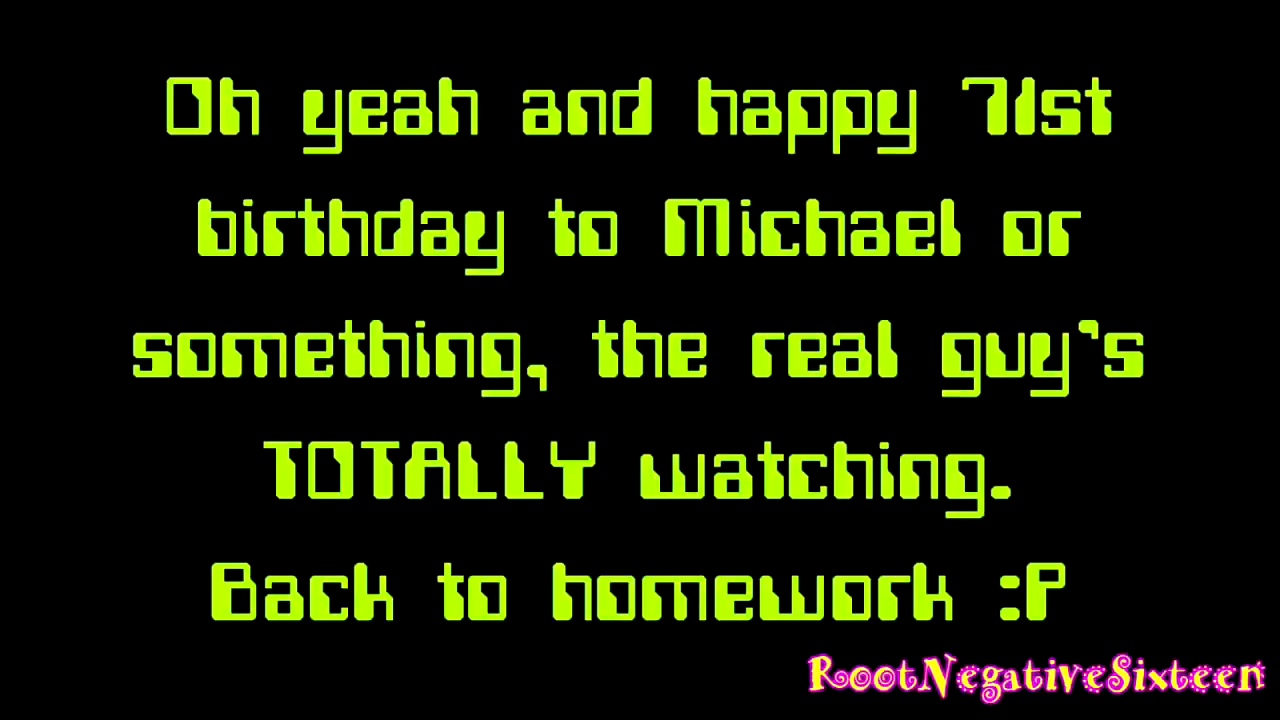 Oh yeah and happy 71st
birthday to Michael or
something, the real guy's
TOTALLY watching.
Back to homework :P
RootNegativeSixteen